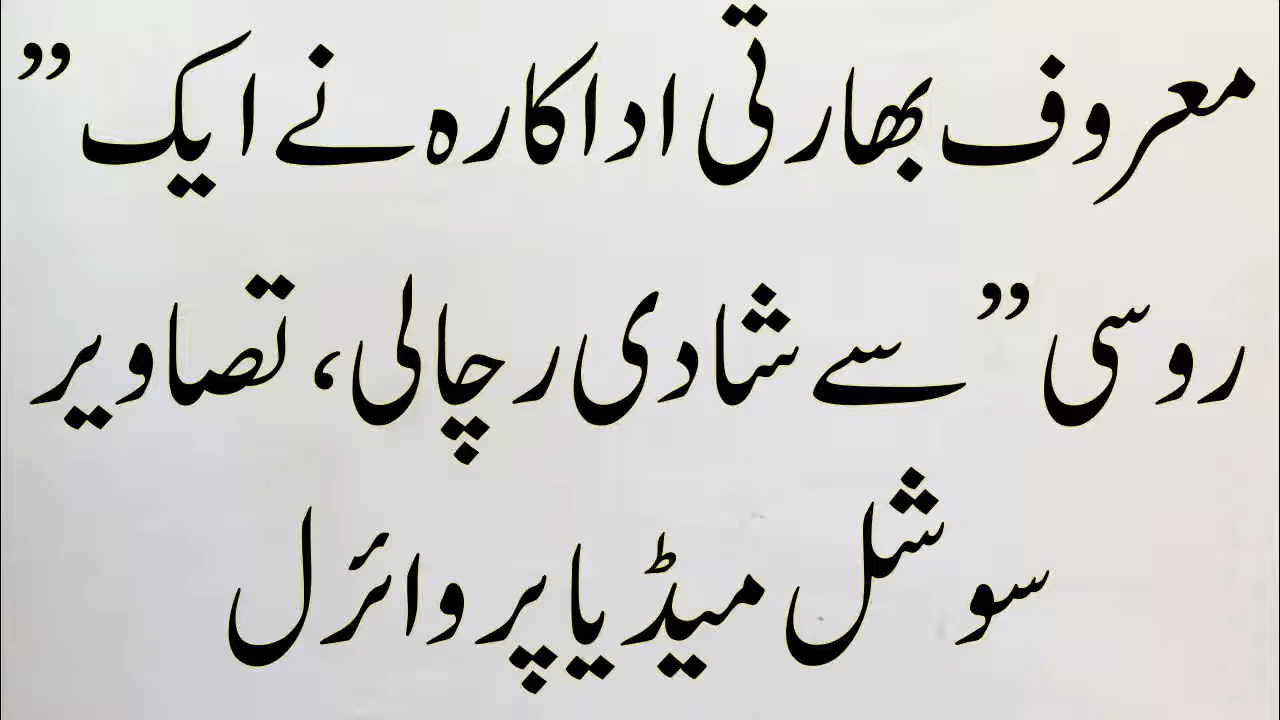 معروف بھارتی اداکارہ نے ایک ”
روسی” سے شادی رچالی، تصاویر
سوشل میڈیا پر وائرل